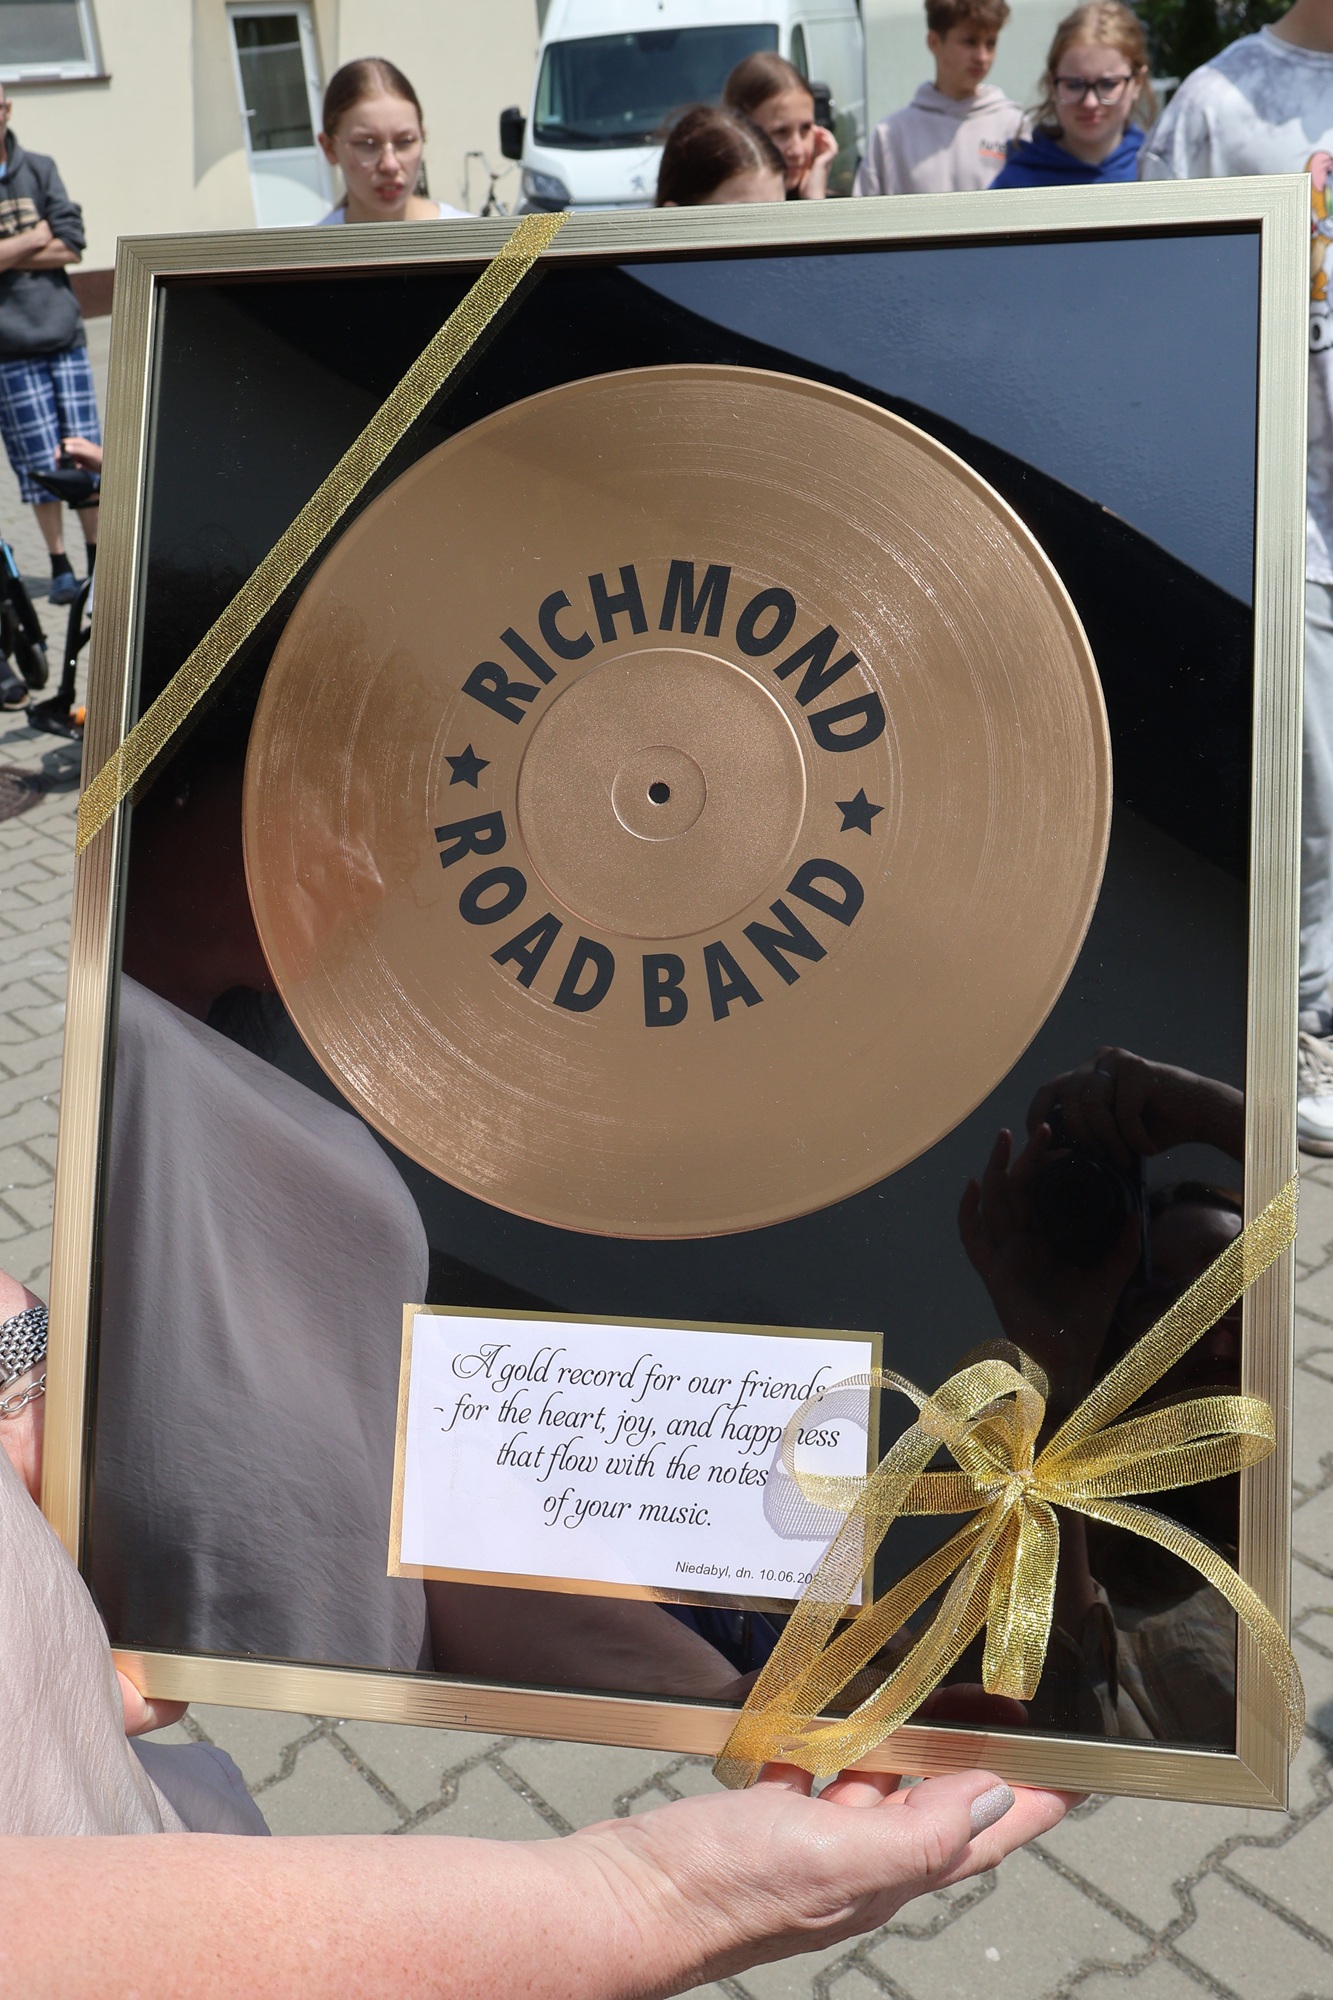 RICHMOND
ROAD BAND
A gold record for our friends
- for the heart, joy, and happiness
that flow with the notes
of your music.
Niedabyl, dn. 10.06.20